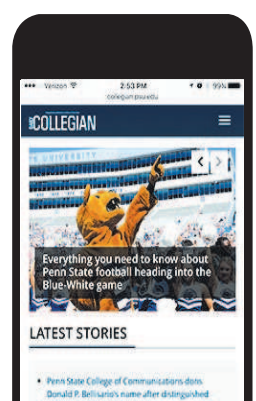 Verizon 2:53 PM 99%
collegian.psu.edu
COLLEGIAN
Everything you need to know about
Penn State football heading into the
Blue-White game
LATEST STORIES
Penn State College of Communications dons
Donald P. Bellisario's name after distinguished